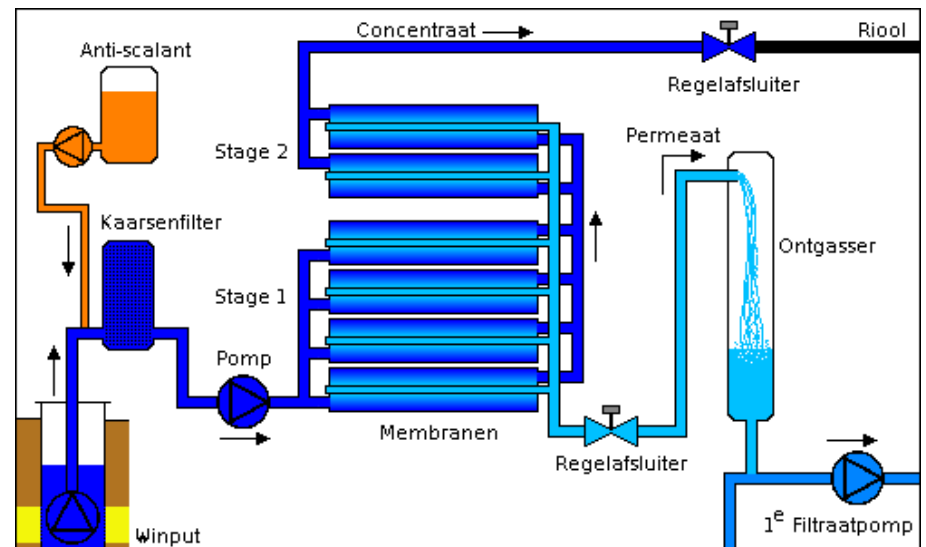 Concentraat
Riool
Anti-scalant
Regelafsluiter
Stage 2
Permeaat
Kaarsenfilter
Ontgasser
Stage 1
Pomp
Membranen
Regelafsluiter
1e Filtraatpomp
Winput